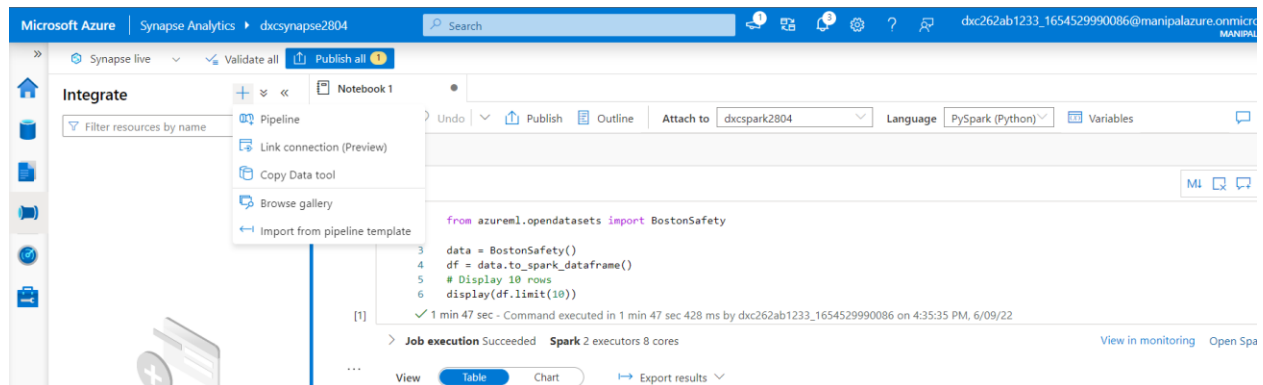 Microsoft Azure Synapse Analytics dxcsynapse2804 Search 1 3 ? dxc262ab1233_1654529990086@manipalazure.onmicro
MANIPAL
» Synapse live Validate all Publish all 1
Integrate + « Notebook 1
Filter resources by name
Pipeline
Link connection (Preview)
Copy Data tool
Browse gallery
Import from pipeline template
Undo Publish Outline Attach to dxcspark2804 Language PySpark (Python) Variables
M↓
from azureml.opendatasets import BostonSafety
3 data = BostonSafety()
4 df = data.to_spark_dataframe()
5 # Display 10 rows
6 display(df.limit(10))
[1] ✓ 1 min 47 sec - Command executed in 1 min 47 sec 428 ms by dxc262ab1233_1654529990086 on 4:35:35 PM, 6/09/22
> Job execution Succeeded Spark 2 executors 8 cores View in monitoring Open Spa
... View Table Chart Export results